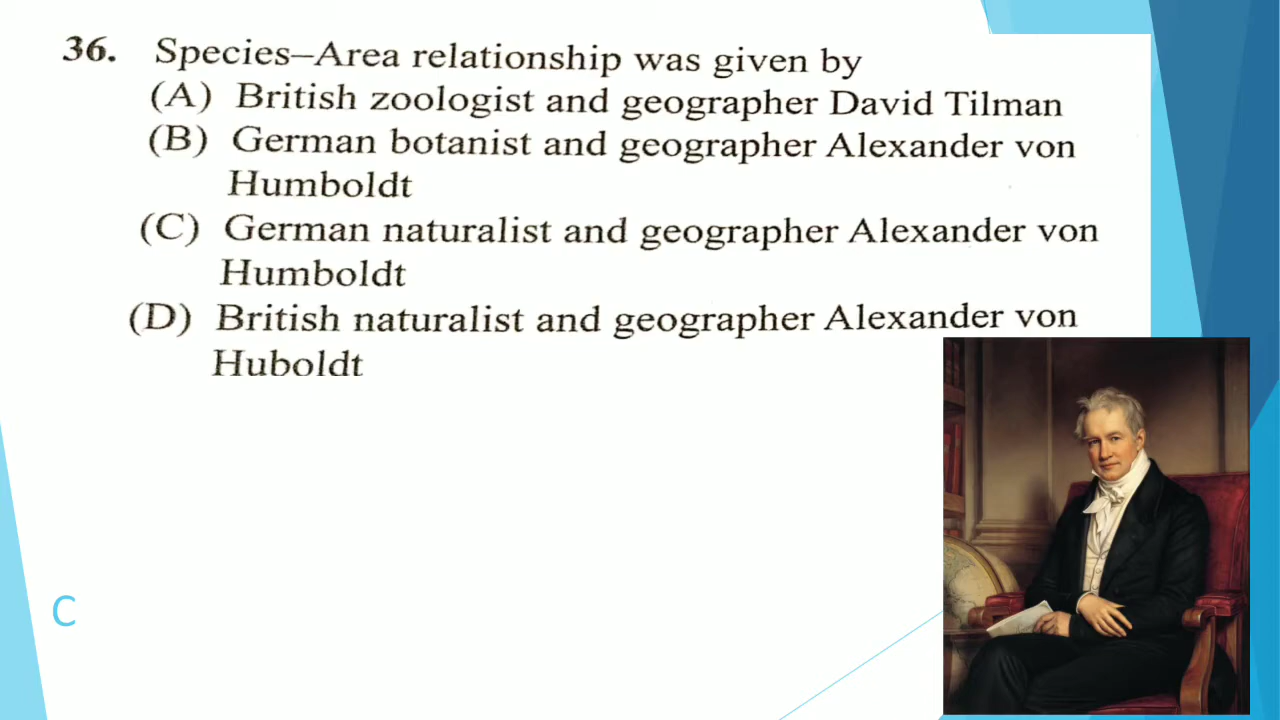 36. Species–Area relationship was given by
(A) British zoologist and geographer David Tilman
(B) German botanist and geographer Alexander von
Humboldt
(C) German naturalist and geographer Alexander von
Humboldt
(D) British naturalist and geographer Alexander von
Huboldt
C